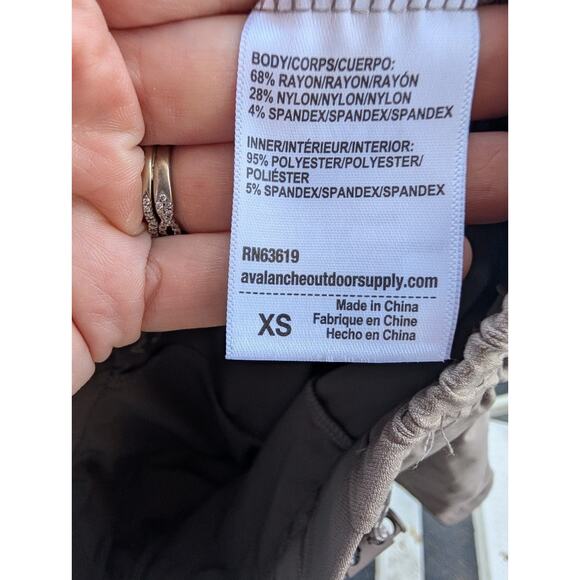 BODY/CORPS/CUERPO:
68% RAYON/RAYON/RAYÓN
28% NYLON/NYLON/NYLON
4% SPANDEX/SPANDEX/SPANDEX
INNER/INTÉRIEUR/INTERIOR:
95% POLYESTER/POLYESTER/
POLIÉSTER
5% SPANDEX/SPANDEX/SPANDEX
RN63619
avalancheoutdoorsupply.com
XS
Made in China
Fabrique en Chine
Hecho en China